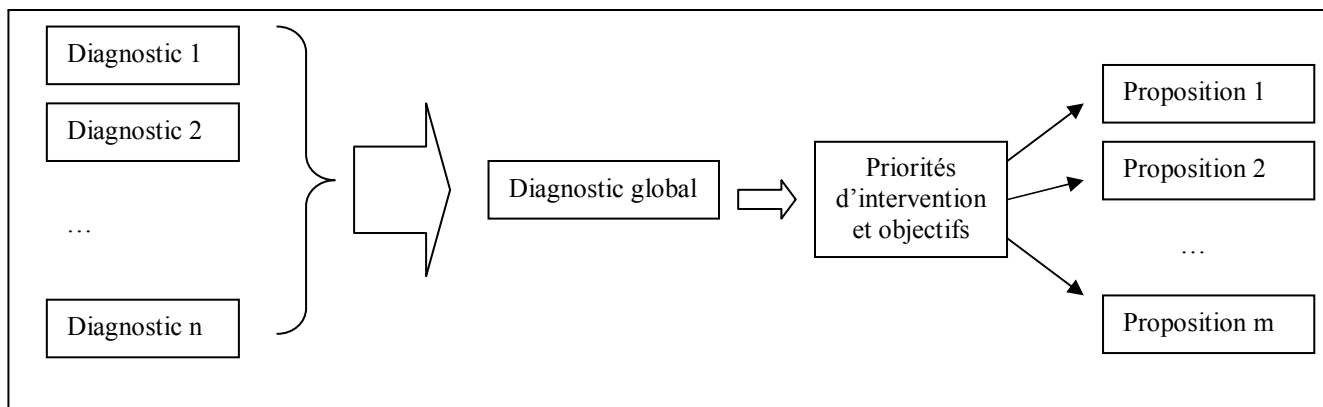 Diagnostic 1
Diagnostic 2
…
Diagnostic n
Diagnostic global
Priorités
d’intervention
et objectifs
Proposition 1
Proposition 2
…
Proposition m